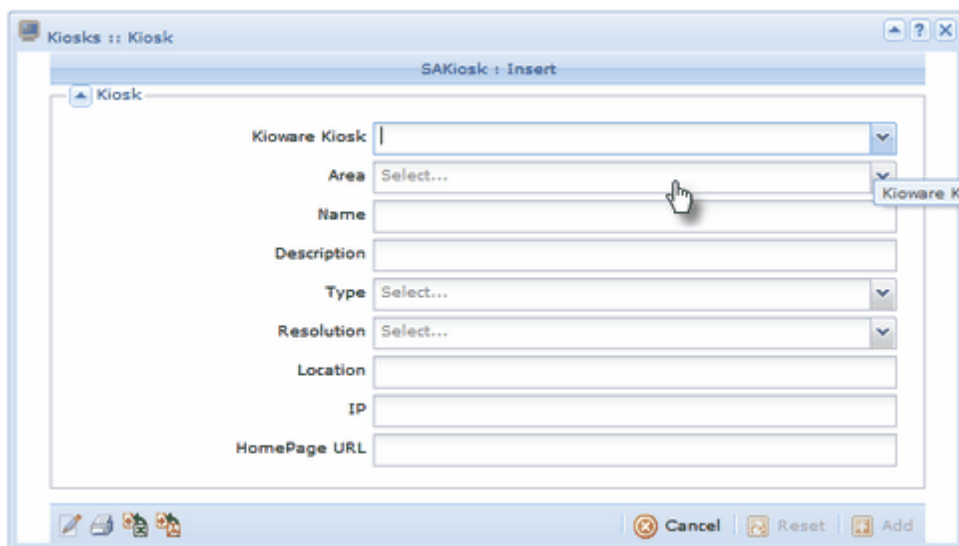 Kiosks :: Kiosk
SAKiosk : Insert
Kiosk
Kioware Kiosk
Area Select...
Kioware K
Name
Description
Type Select...
Resolution Select...
Location
IP
HomePage URL
Cancel Reset Add